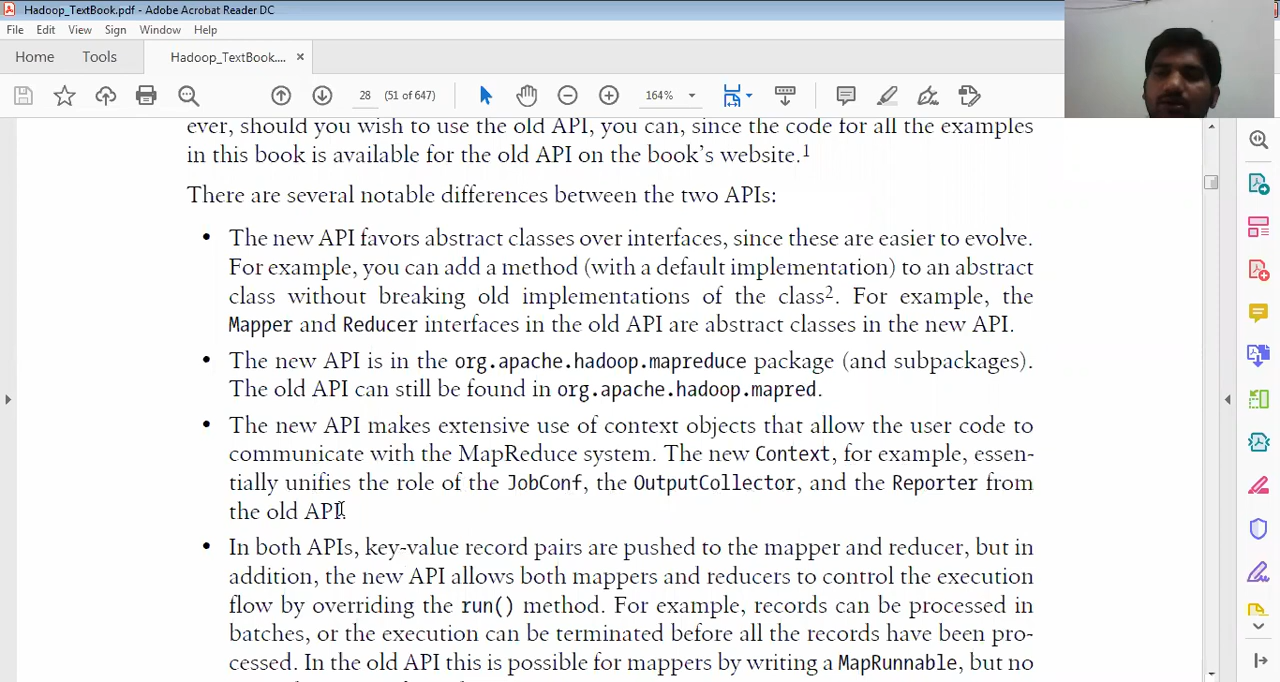 Hadoop_TextBook.pdf - Adobe Acrobat Reader DC
File Edit View Sign Window Help
Home Tools Hadoop_TextBook.... ×
28 (51 of 647) 164%
ever, should you wish to use the old API, you can, since the code for all the examples
in this book is available for the old API on the book's website.1
There are several notable differences between the two APIs:
• The new API favors abstract classes over interfaces, since these are easier to evolve.
For example, you can add a method (with a default implementation) to an abstract
class without breaking old implementations of the class2. For example, the
Mapper and Reducer interfaces in the old API are abstract classes in the new API.
• The new API is in the org.apache.hadoop.mapreduce package (and subpackages).
The old API can still be found in org.apache.hadoop.mapred.
• The new API makes extensive use of context objects that allow the user code to
communicate with the MapReduce system. The new Context, for example, essen-
tially unifies the role of the JobConf, the OutputCollector, and the Reporter from
the old API.
• In both APIs, key-value record pairs are pushed to the mapper and reducer, but in
addition, the new API allows both mappers and reducers to control the execution
flow by overriding the run() method. For example, records can be processed in
batches, or the execution can be terminated before all the records have been pro-
cessed. In the old API this is possible for mappers by writing a MapRunnable, but no